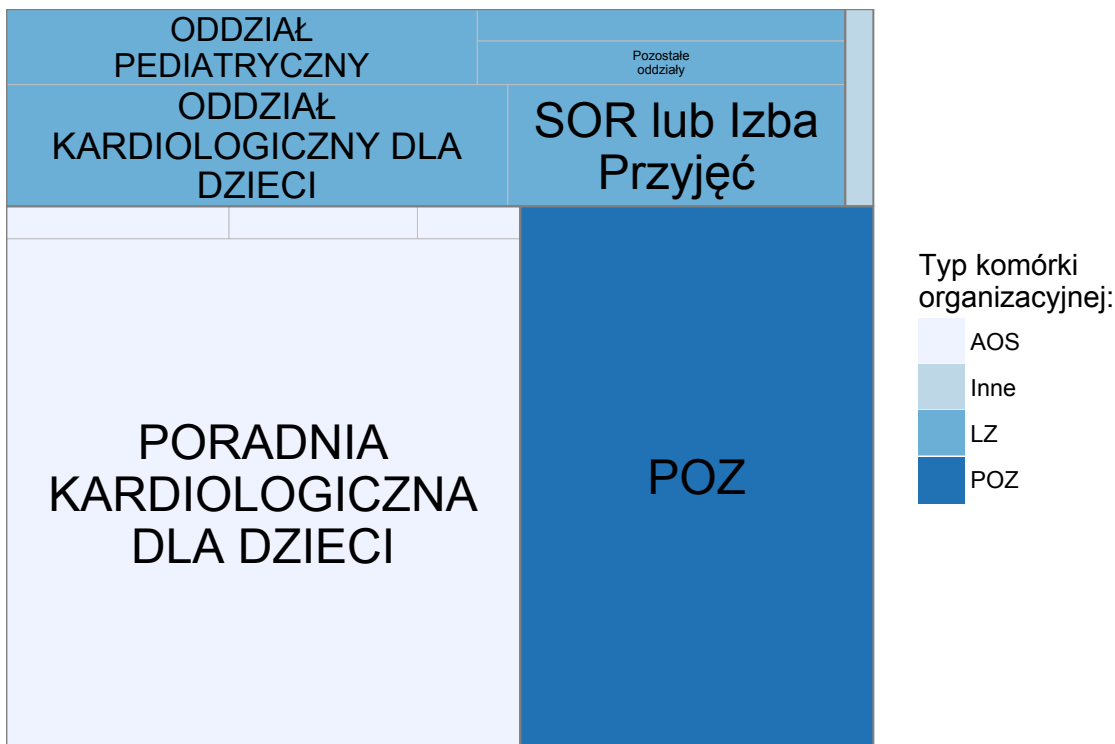 ODDZIAŁ
PEDIATRYCZNY
Pozostałe
oddziały
ODDZIAŁ
KARDIOLOGICZNY DLA
DZIECI
SOR lub Izba
Przyjęć
PORADNIA
KARDIOLOGICZNA
DLA DZIECI
POZ
Typ komórki
organizacyjnej:
AOS
Inne
LZ
POZ